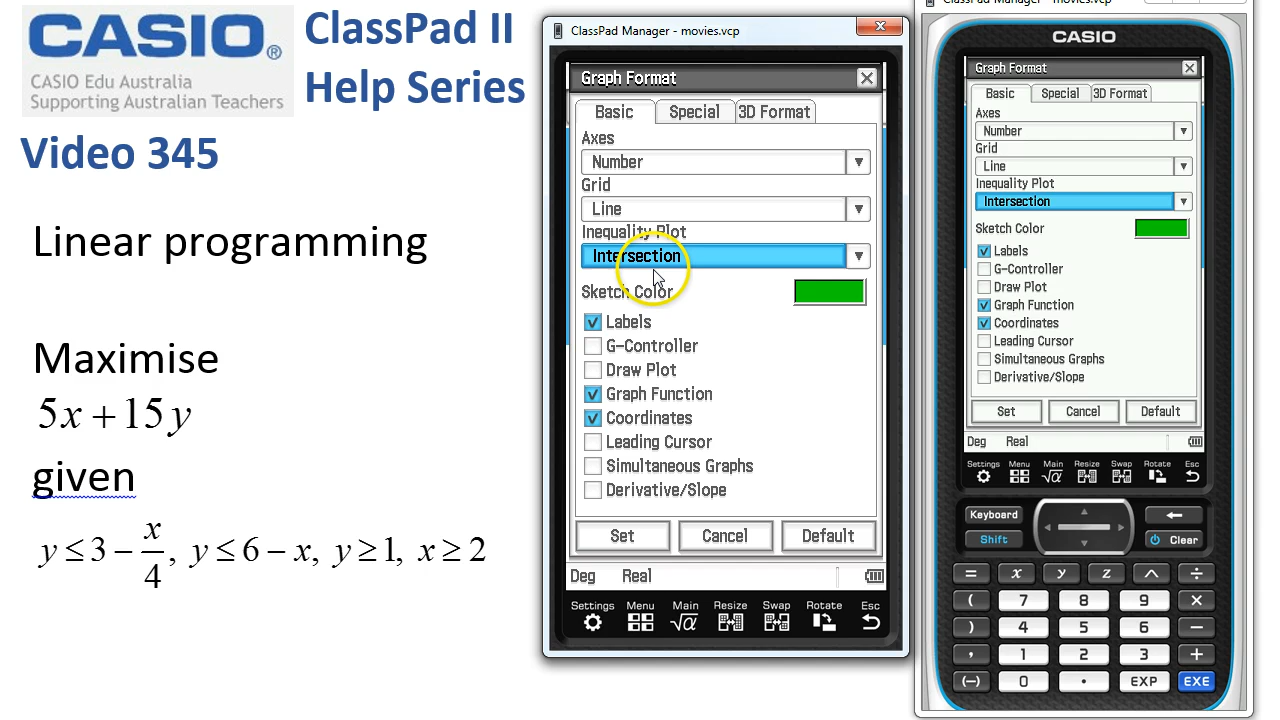 CASIO®
CASIO Edu Australia
Supporting Australian Teachers
ClassPad II
Help Series
Video 345
Linear programming
Maximise
5x + 15y
given
y ≤ 3 − x/4, y ≤ 6 − x, y ≥ 1, x ≥ 2
ClassPad Manager - movies.vcp
Graph Format
Basic Special 3D Format
Axes
Number
Grid
Line
Inequality Plot
Intersection
Sketch Color
Labels
G-Controller
Draw Plot
Graph Function
Coordinates
Leading Cursor
Simultaneous Graphs
Derivative/Slope
Set Cancel Default
Deg Real
Settings Menu Main Resize Swap Rotate Esc
√α
ClassPad Manager - movies.vcp
CASIO
Graph Format
Basic Special 3D Format
Axes
Number
Grid
Line
Inequality Plot
Intersection
Sketch Color
Labels
G-Controller
Draw Plot
Graph Function
Coordinates
Leading Cursor
Simultaneous Graphs
Derivative/Slope
Set Cancel Default
Deg Real
Settings Menu Main Resize Swap Rotate Esc
√α
Keyboard
Shift Clear
= x y z ^ ÷
( 7 8 9 ×
) 4 5 6 −
, 1 2 3 +
(−) 0 · EXP EXE